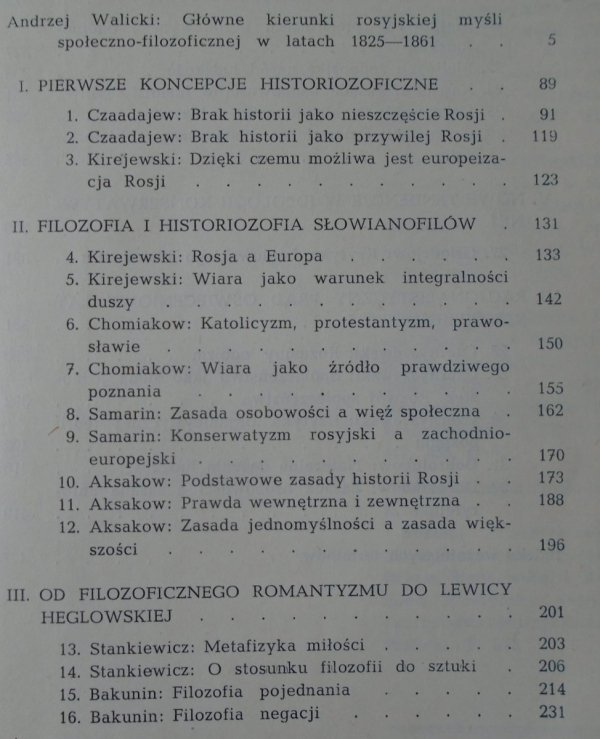 Andrzej Walicki: Główne kierunki rosyjskiej myśli
społeczno-filozoficznej w latach 1825—1861 . . 5
I. PIERWSZE KONCEPCJE HISTORIOZOFICZNE . 89
1. Czaadajew: Brak historii jako nieszczęście Rosji . 91
2. Czaadajew: Brak historii jako przywilej Rosji . 119
3. Kirejewski: Dzięki czemu możliwa jest europeiza-
cja Rosji . . . . . . . . . . . 123
II. FILOZOFIA I HISTORIOZOFIA SŁOWIANOFILÓW . 131
4. Kirejewski: Rosja a Europa . . . . . . 133
5. Kirejewski: Wiara jako warunek integralności
duszy . . . . . . . . . . . . 142
6. Chomiakow: Katolicyzm, protestantyzm, prawo-
sławie . . . . . . . . . . . . 150
7. Chomiakow: Wiara jako źródło prawdziwego
poznania . . . . . . . . . . . 155
8. Samarin: Zasada osobowości a więź społeczna . 162
9. Samarin: Konserwatyzm rosyjski a zachodnio-
europejski . . . . . . . . . . 170
10. Aksakow: Podstawowe zasady historii Rosji . . 173
11. Aksakow: Prawda wewnętrzna i zewnętrzna . . 188
12. Aksakow: Zasada jednomyślności a zasada więk-
szości . . . . . . . . . . . . 196
III. OD FILOZOFICZNEGO ROMANTYZMU DO LEWICY
HEGLOWSKIEJ . . . . . . . . . . . 201
13. Stankiewicz: Metafizyka miłości . . . . . 203
14. Stankiewicz: O stosunku filozofii do sztuki . 206
15. Bakunin: Filozofia pojednania . . . . . 214
16. Bakunin: Filozofia negacji . . . . . . 231